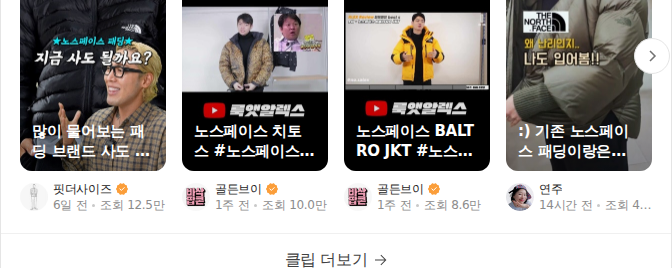 ★노스페이스 패딩★
지금 사도 될까요?
많이 물어보는 패
딩 브랜드 사도 ...
핏더사이즈
6일 전 · 조회 12.5만
룩앳알렉스
노스페이스 치토
스 #노스페이스...
골든브이
1주 전 · 조회 10.0만
룩앳알렉스
노스페이스 BALT
RO JKT #노스...
골든브이
1주 전 · 조회 8.6만
THE
NORTH
FACE
왜 난리인지..
나도 입어봄!!
:) 기존 노스페이
스 패딩이랑은...
연주
14시간 전 · 조회 4...
클립 더보기 →